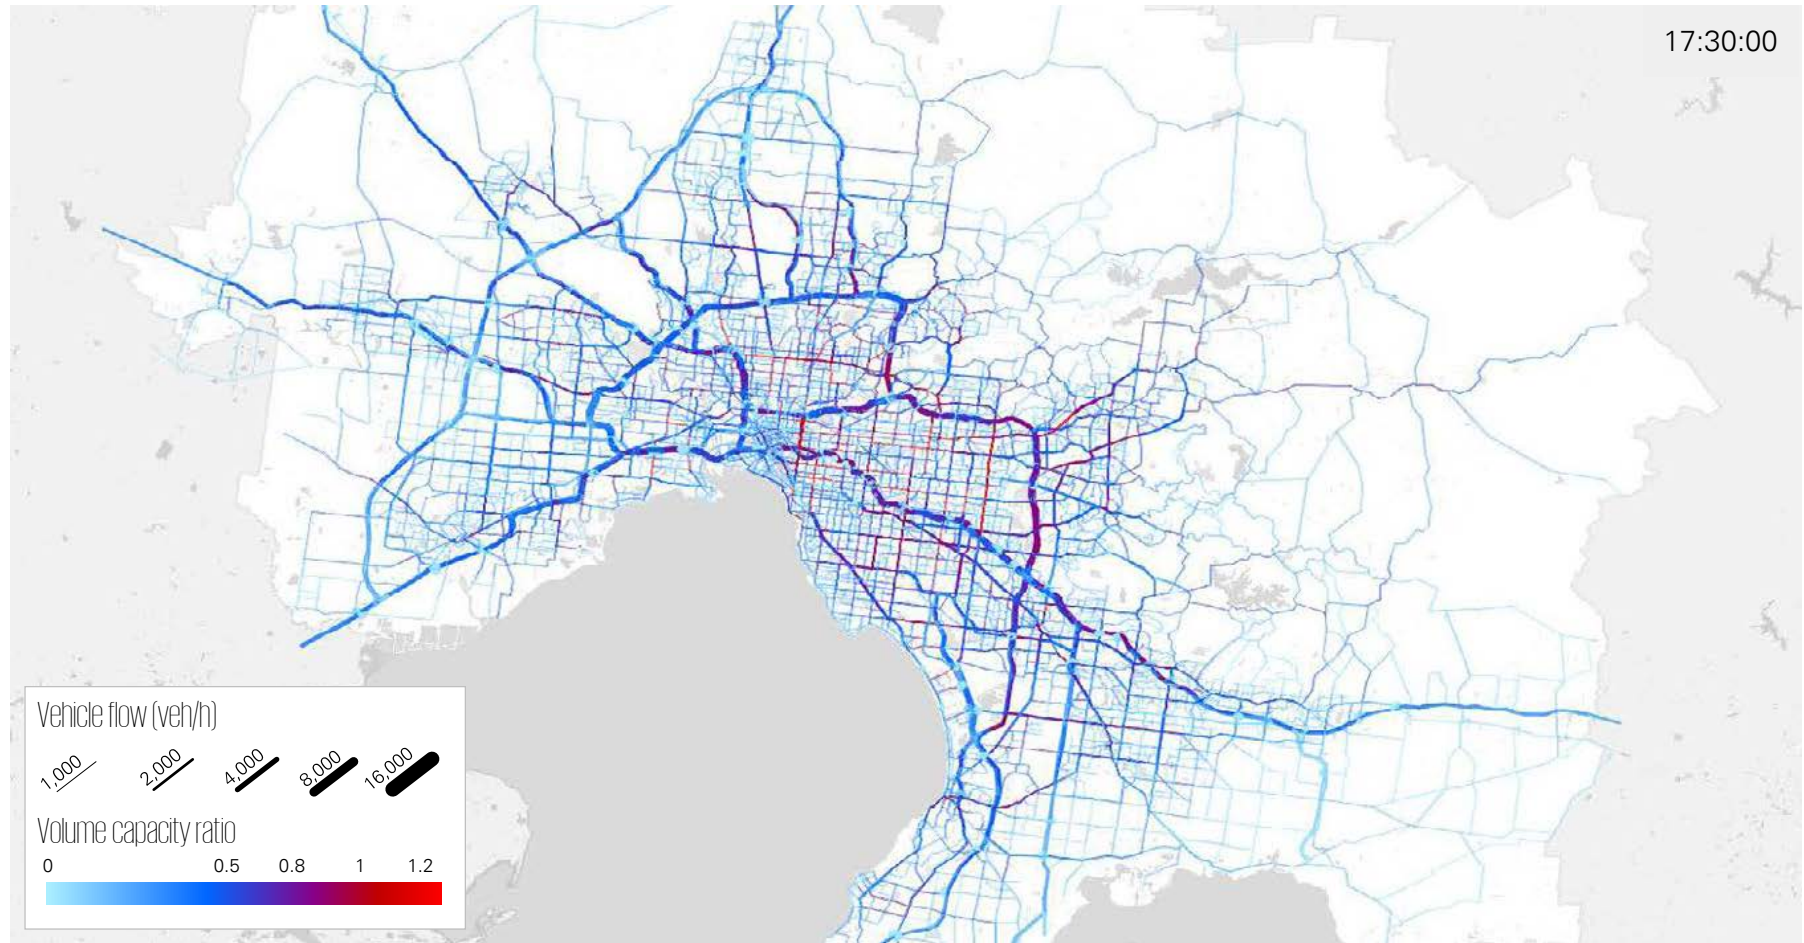 17:30:00
Vehicle flow (veh/h)
1,000 2,000 4,000 8,000 16,000
Volume capacity ratio
0 0.5 0.8 1 1.2